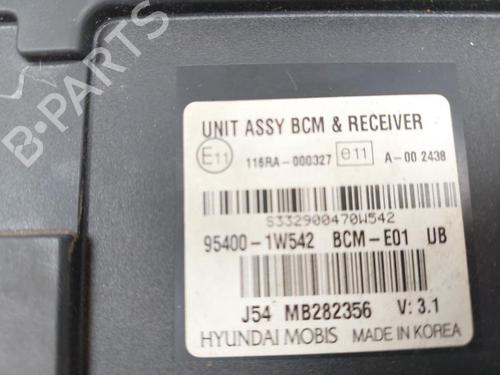 B-PARTS
UNIT ASSY BCM & RECEIVER
E11 116RA-000327 e11 A-00 2438
S332900470W542
95400-1W542 BCM-E01 UB
J54 MB282356 V: 3.1
HYUNDAI MOBIS MADE IN KOREA